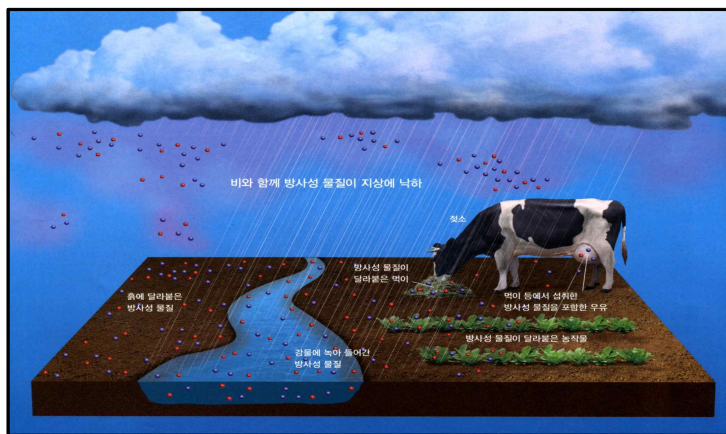 비와 함께 방사성 물질이 지상에 낙하
젖소
방사성 물질이
달라붙은 먹이
흙에 달라붙은
방사성 물질
먹이 등에서 섭취한
방사성 물질을 포함한 우유
방사성 물질이 달라붙은 농작물
강물에 녹아 들어간
방사성 물질